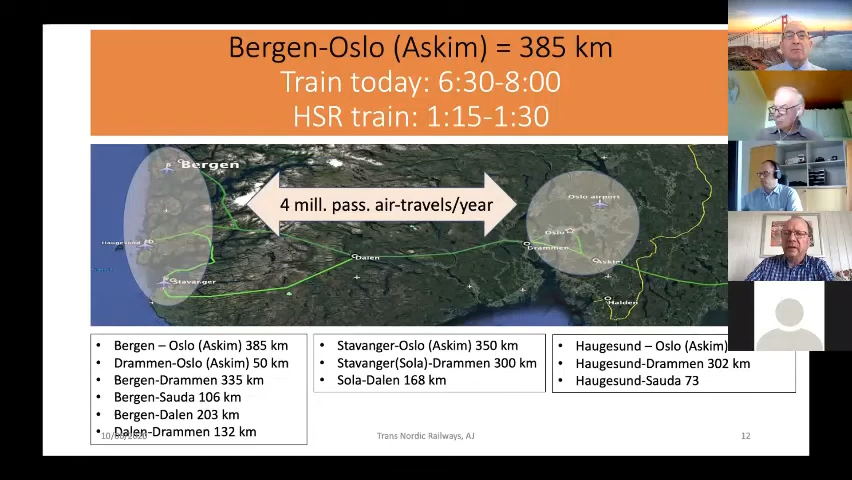 Bergen-Oslo (Askim) = 385 km
Train today: 6:30-8:00
HSR train: 1:15-1:30
Bergen
4 mill. pass. air-travels/year
Oslo airport
Oslo
Haugesund
Drammen
Dalen
Askim
Stavanger
Halden
• Bergen – Oslo (Askim) 385 km
• Drammen-Oslo (Askim) 50 km
• Bergen-Drammen 335 km
• Bergen-Sauda 106 km
• Bergen-Dalen 203 km
• Dalen-Drammen 132 km
• Stavanger-Oslo (Askim) 350 km
• Stavanger(Sola)-Drammen 300 km
• Sola-Dalen 168 km
• Haugesund – Oslo (Askim)
• Haugesund-Drammen 302 km
• Haugesund-Sauda 73
Trans Nordic Railways, AJ
12